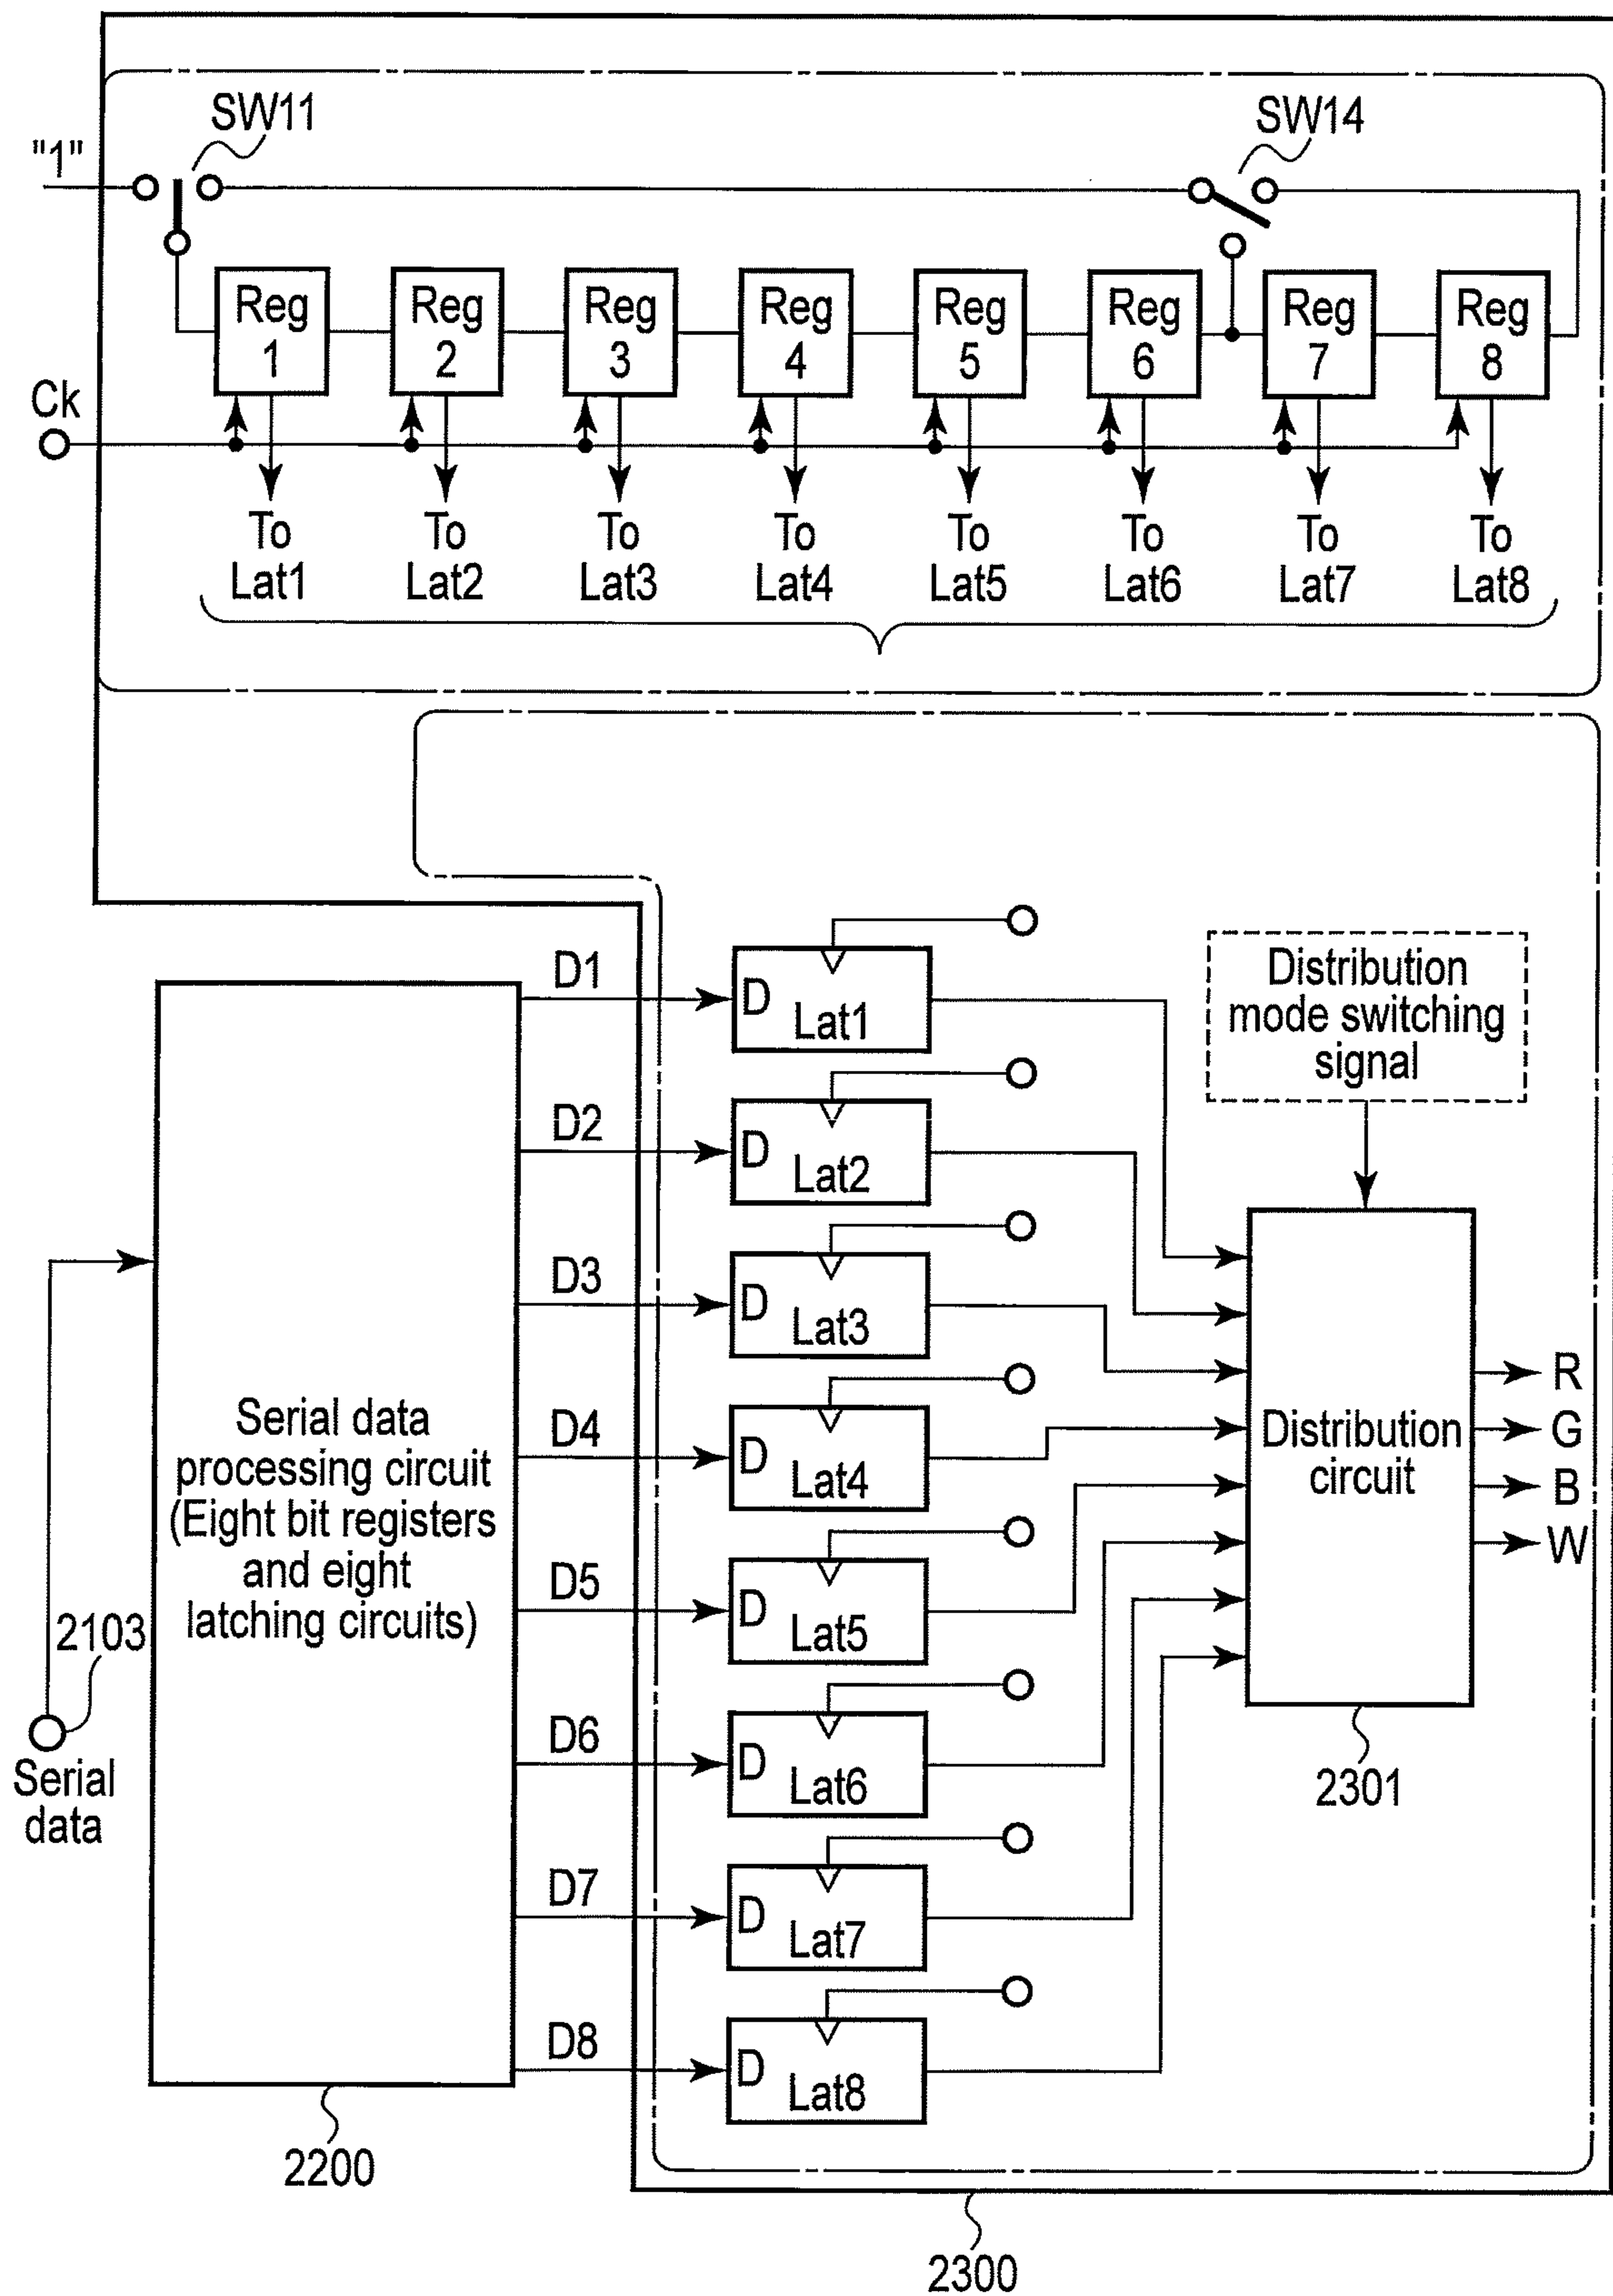 SW11
SW14
"1"
Reg 1
Reg 2
Reg 3
Reg 4
Reg 5
Reg 6
Reg 7
Reg 8
Ck
To Lat1
To Lat2
To Lat3
To Lat4
To Lat5
To Lat6
To Lat7
To Lat8
D1
D Lat1
D2
D Lat2
D3
D Lat3
D4
D Lat4
D5
D Lat5
D6
D Lat6
D7
D Lat7
D8
D Lat8
Distribution
mode switching
signal
Serial data
processing circuit
(Eight bit registers
and eight
latching circuits)
Distribution
circuit
R
G
B
W
2103
Serial
data
2301
2200
2300